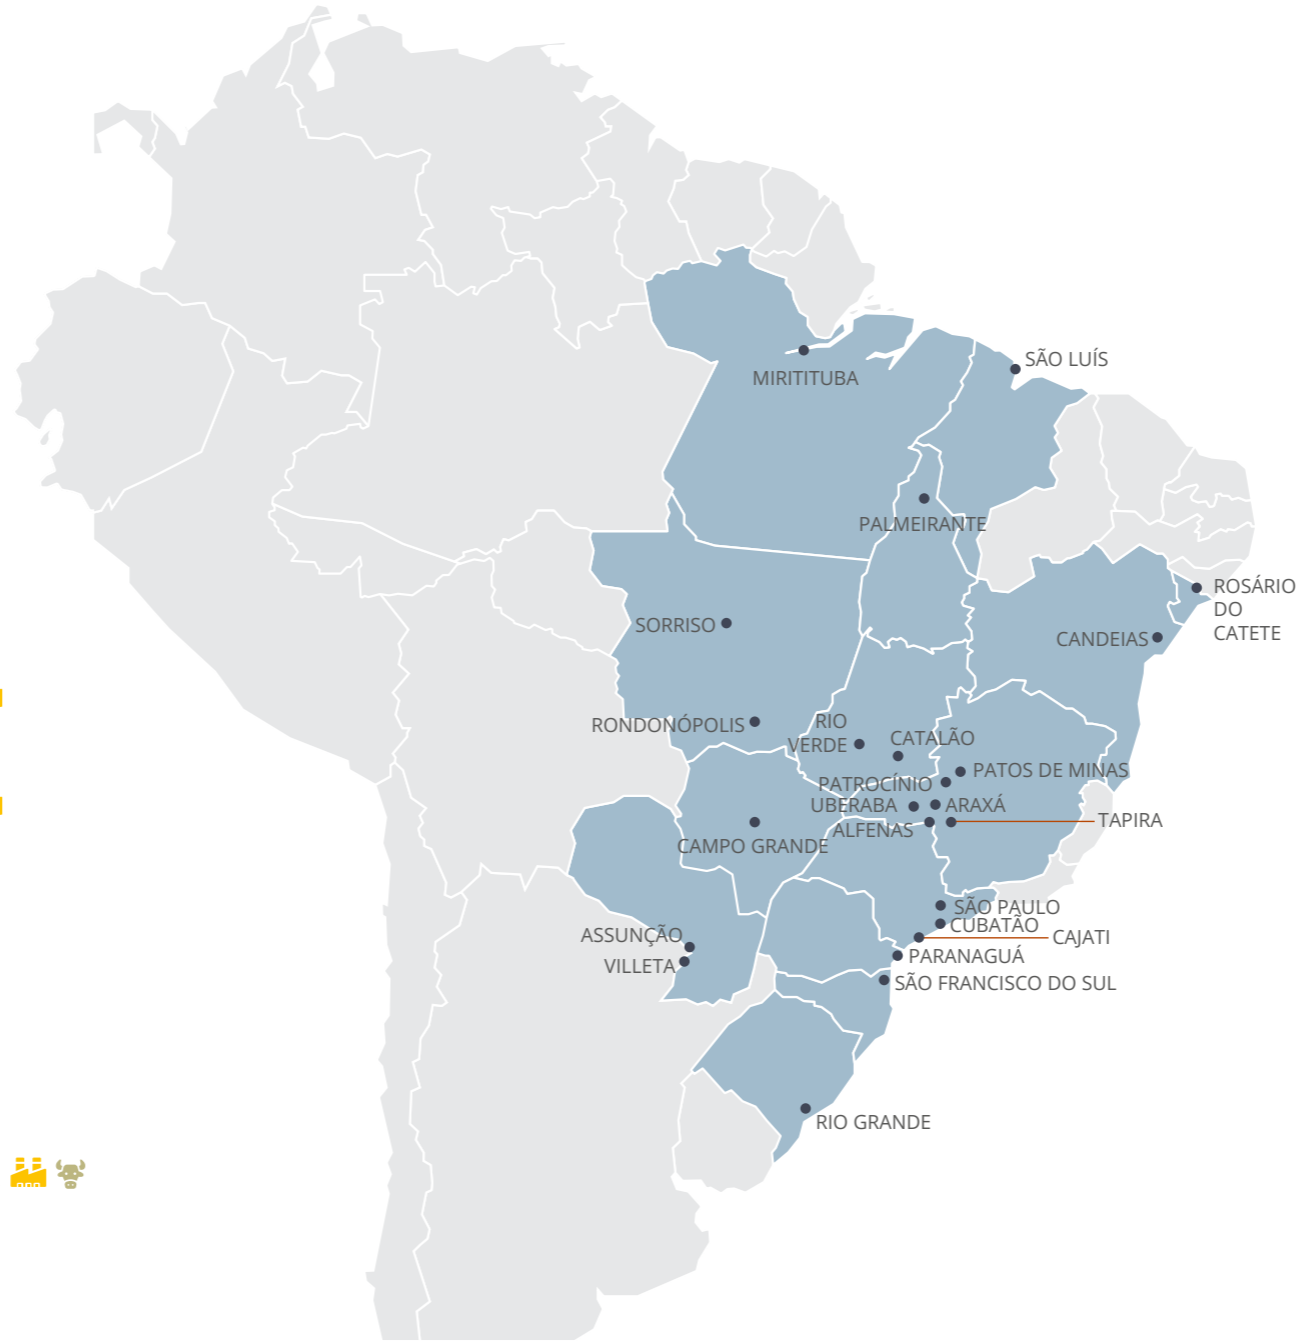 SÃO LUÍS
MIRITITUBA
PALMEIRANTE
ROSÁRIO
DO
CATETE
SORRISO
CANDEIAS
RONDONÓPOLIS
RIO
VERDE
CATALÃO
PATOS DE MINAS
PATROCÍNIO
UBERABA
ARAXÁ
TAPIRA
ALFENAS
CAMPO GRANDE
SÃO PAULO
CUBATÃO
ASSUNÇÃO
CAJATI
PARANAGUÁ
VILLETA
SÃO FRANCISCO DO SUL
RIO GRANDE